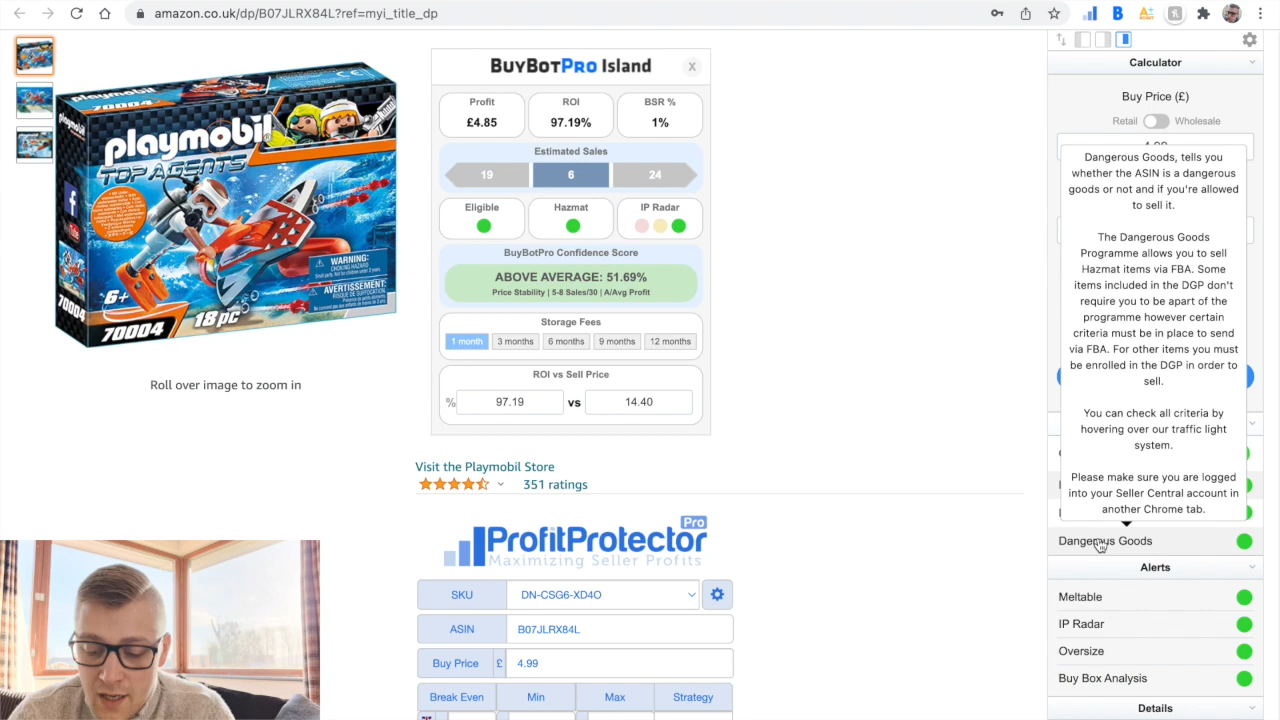 amazon.co.uk/dp/B07JLRX84L?ref=myi_title_dp
playmobil
TOP AGENTS
6+
70004
18 pc
WARNING:
CHOKING HAZARD
AVERTISSEMENT:
70004
70004
playmobil
Roll over image to zoom in
BUYBOTPRO Island
X
Profit
ROI
BSR %
£4.85
97.19%
1%
Estimated Sales
19
6
24
Eligible
Hazmat
IP Radar
BuyBotPro Confidence Score
ABOVE AVERAGE: 51.69%
Price Stability | 5-8 Sales/30 | A/Avg Profit
Storage Fees
1 month
3 months
6 months
9 months
12 months
ROI vs Sell Price
%
97.19
vs
14.40
Visit the Playmobil Store
351 ratings
ProfitProtector Pro
Maximizing Seller Profits
SKU
DN-CSG6-XD4O
ASIN
B07JLRX84L
Buy Price
£
4.99
Break Even
Min
Max
Strategy
Calculator
Buy Price (£)
Retail
Wholesale
Dangerous Goods, tells you
whether the ASIN is a dangerous
goods or not and if you're allowed
to sell it.
The Dangerous Goods
Programme allows you to sell
Hazmat items via FBA. Some
items included in the DGP don't
require you to be apart of the
programme however certain
criteria must be in place to send
via FBA. For other items you must
be enrolled in the DGP in order to
sell.
You can check all criteria by
hovering over our traffic light
system.
Please make sure you are logged
into your Seller Central account in
another Chrome tab.
Dangerous Goods
Alerts
Meltable
IP Radar
Oversize
Buy Box Analysis
Details